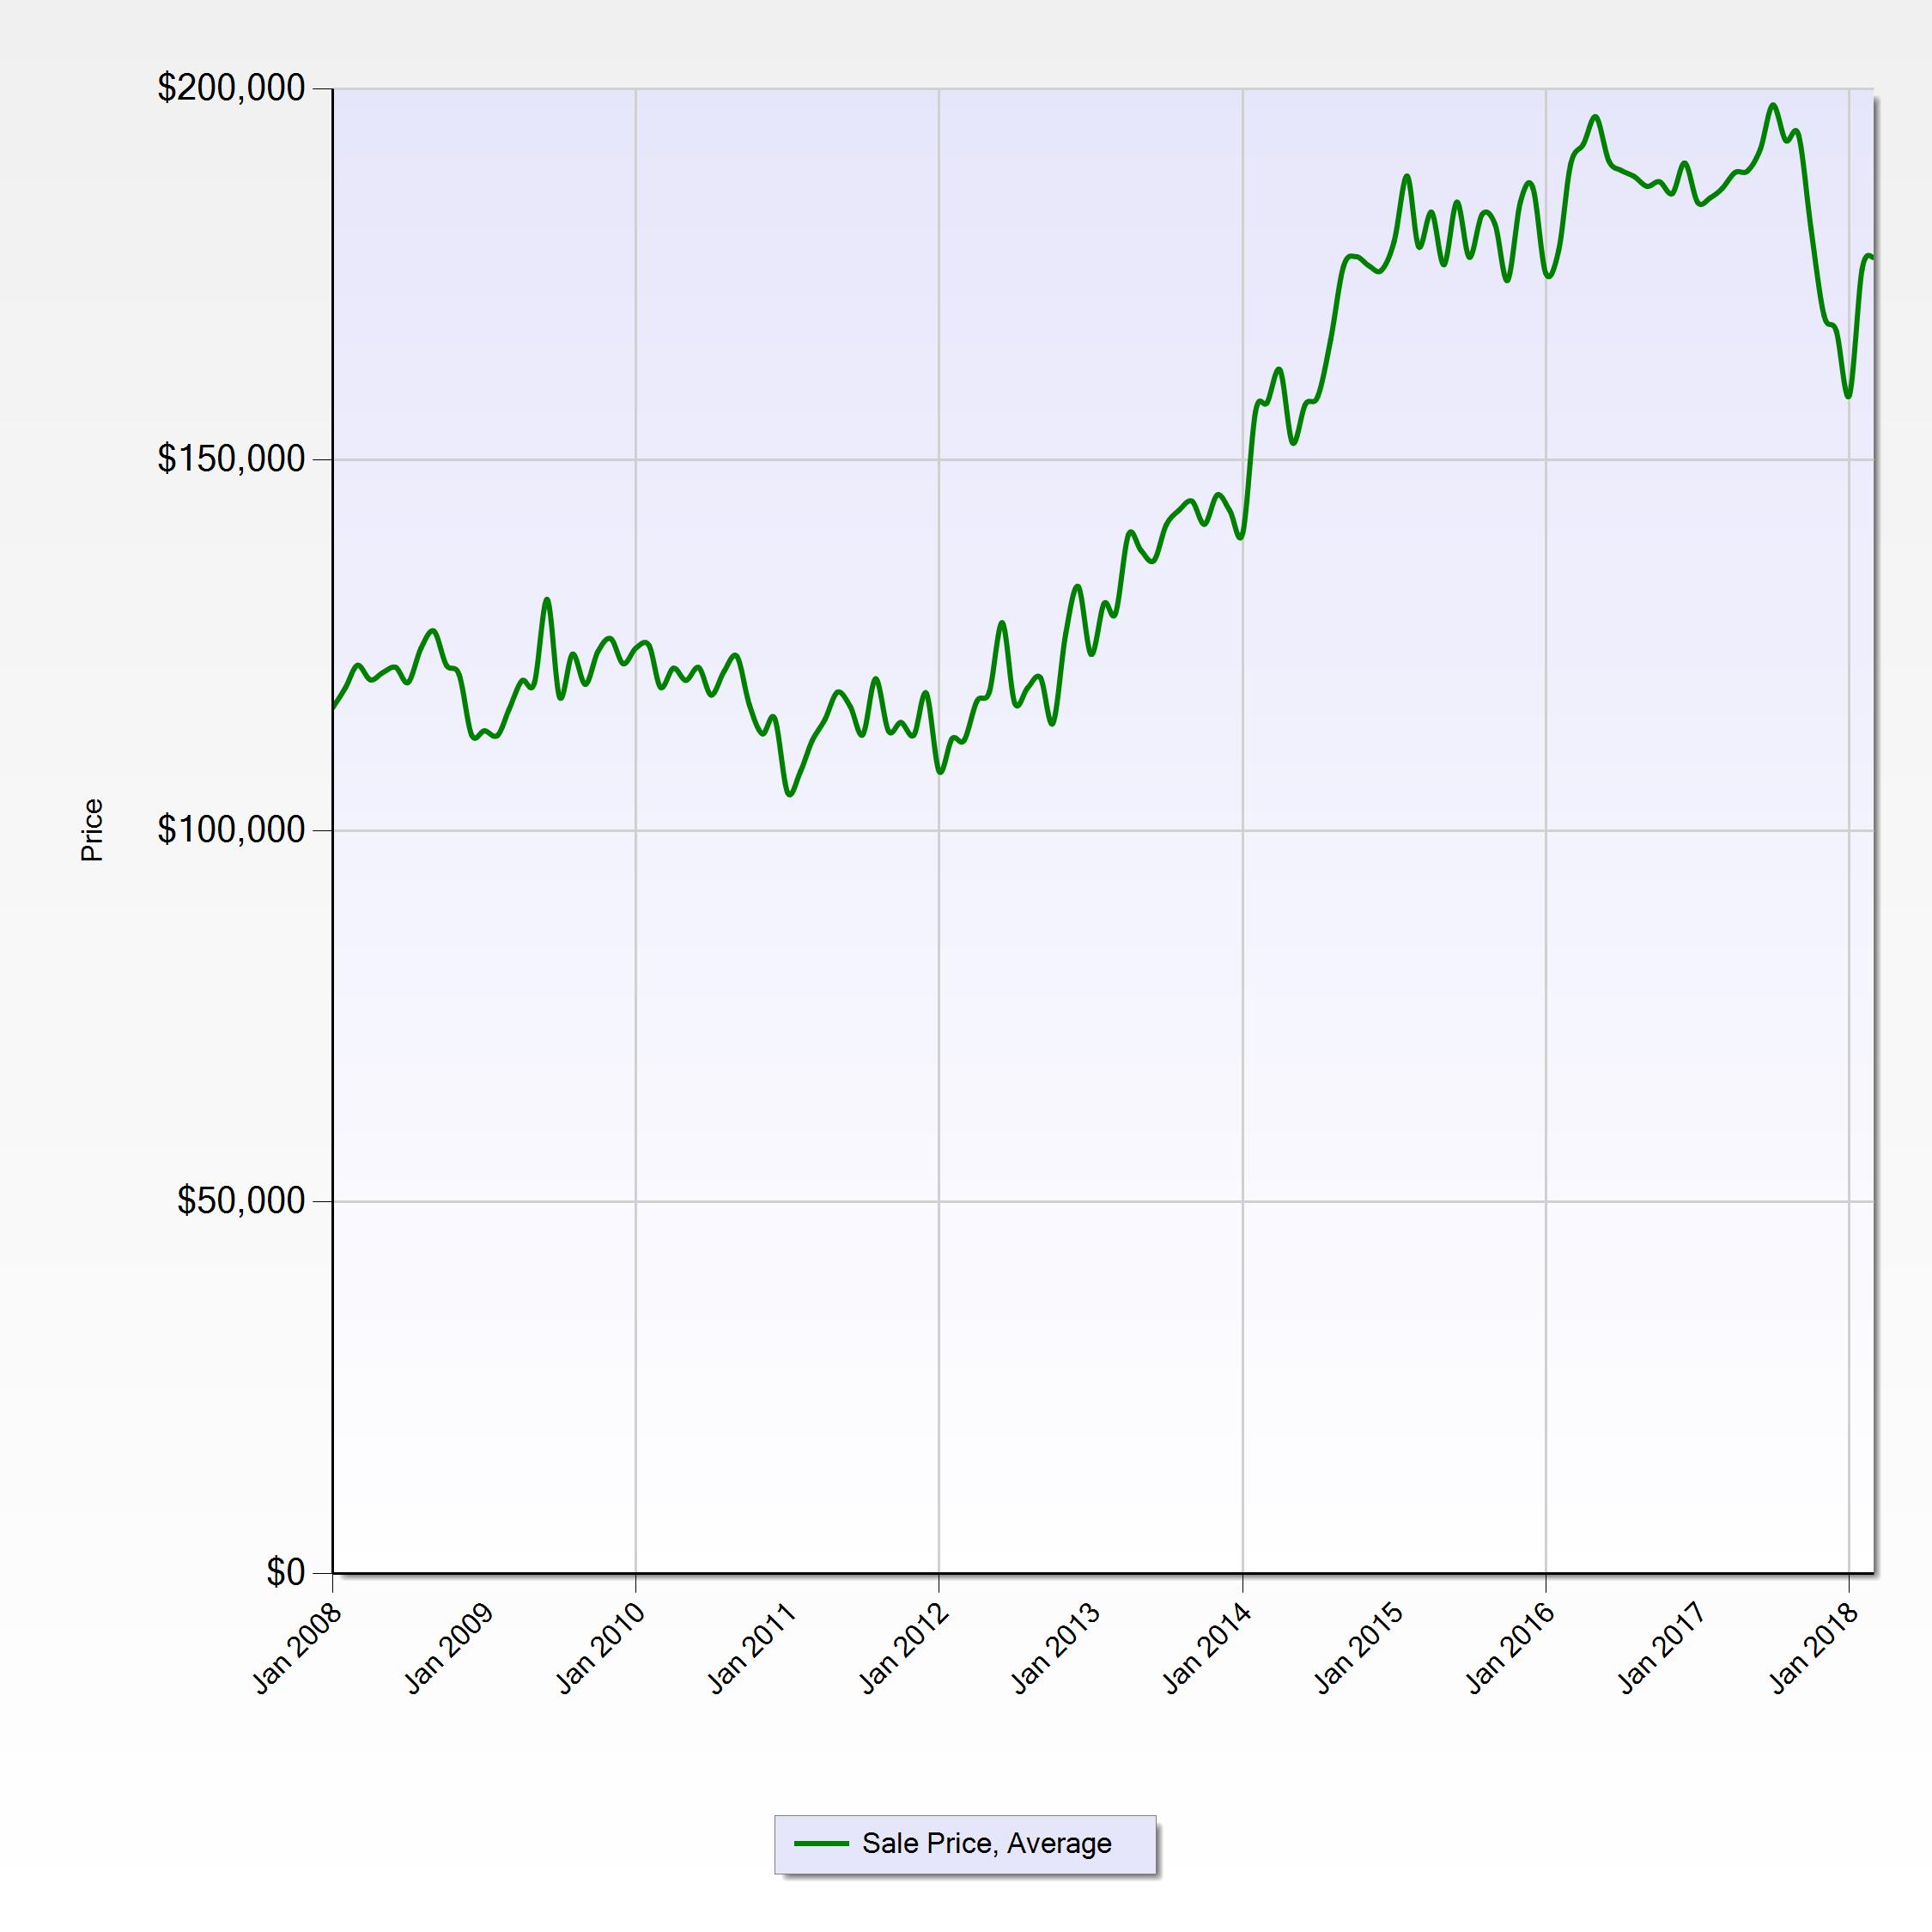 $200,000
$150,000
$100,000
$50,000
$0
Price
Jan 2008
Jan 2009
Jan 2010
Jan 2011
Jan 2012
Jan 2013
Jan 2014
Jan 2015
Jan 2016
Jan 2017
Jan 2018
Sale Price, Average